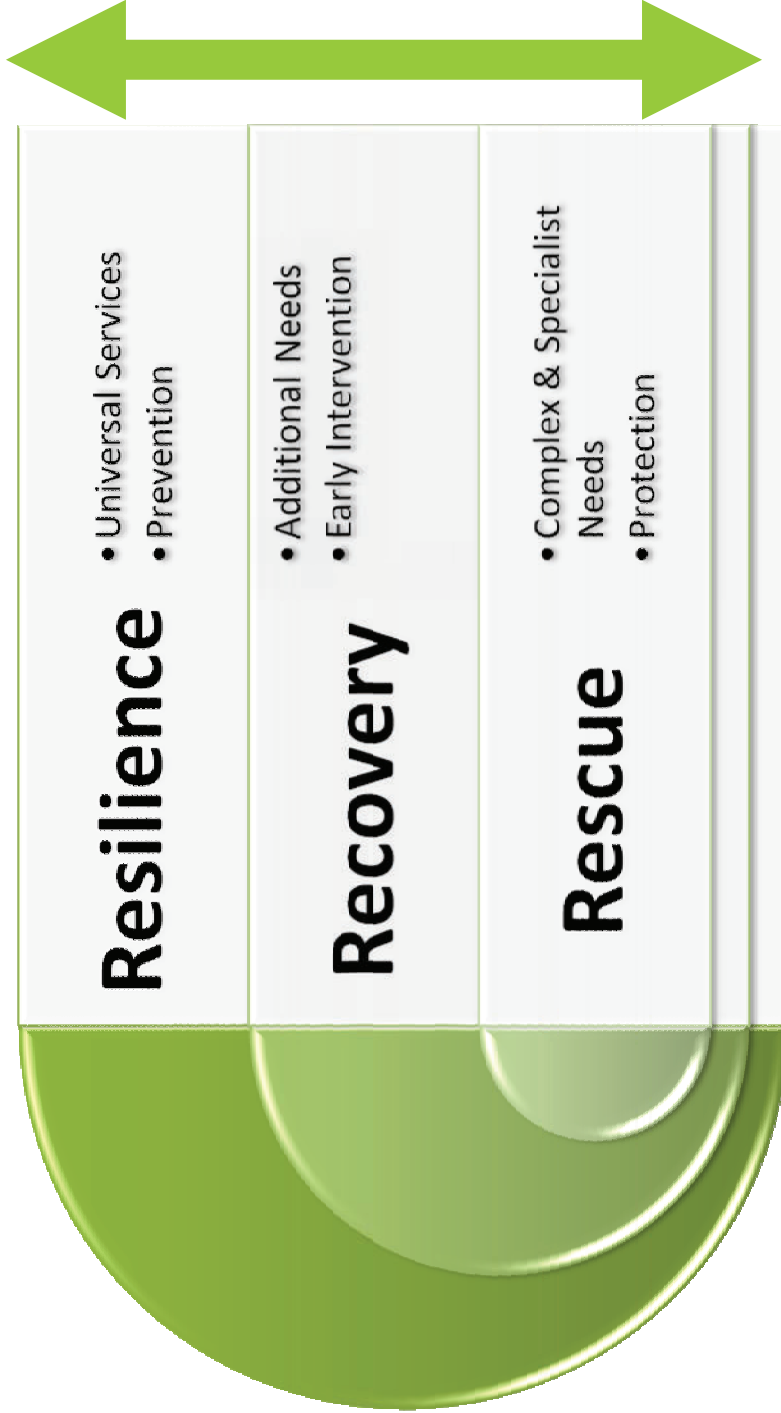 Resilience
• Universal Services
• Prevention
Recovery
• Additional Needs
• Early Intervention
Rescue
• Complex & Specialist
Needs
• Protection